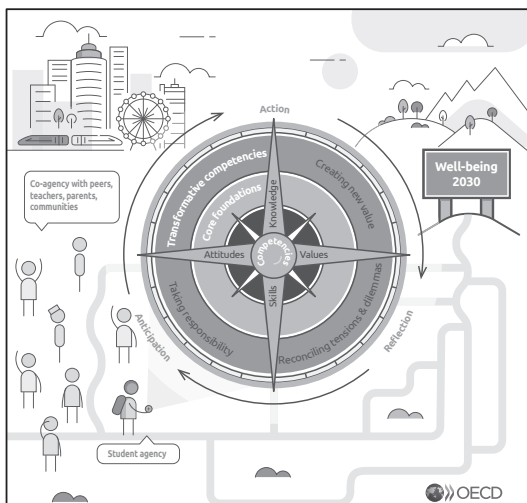 Action
Transformative competencies
Creating new value
Core foundations
Well-being
2030
Co-agency with peers,
teachers, parents,
communities
Knowledge
Attitudes
Competencies
Values
Skills
Taking responsibility
Reconciling tensions & dilemmas
Anticipation
Reflection
Student agency
OECD